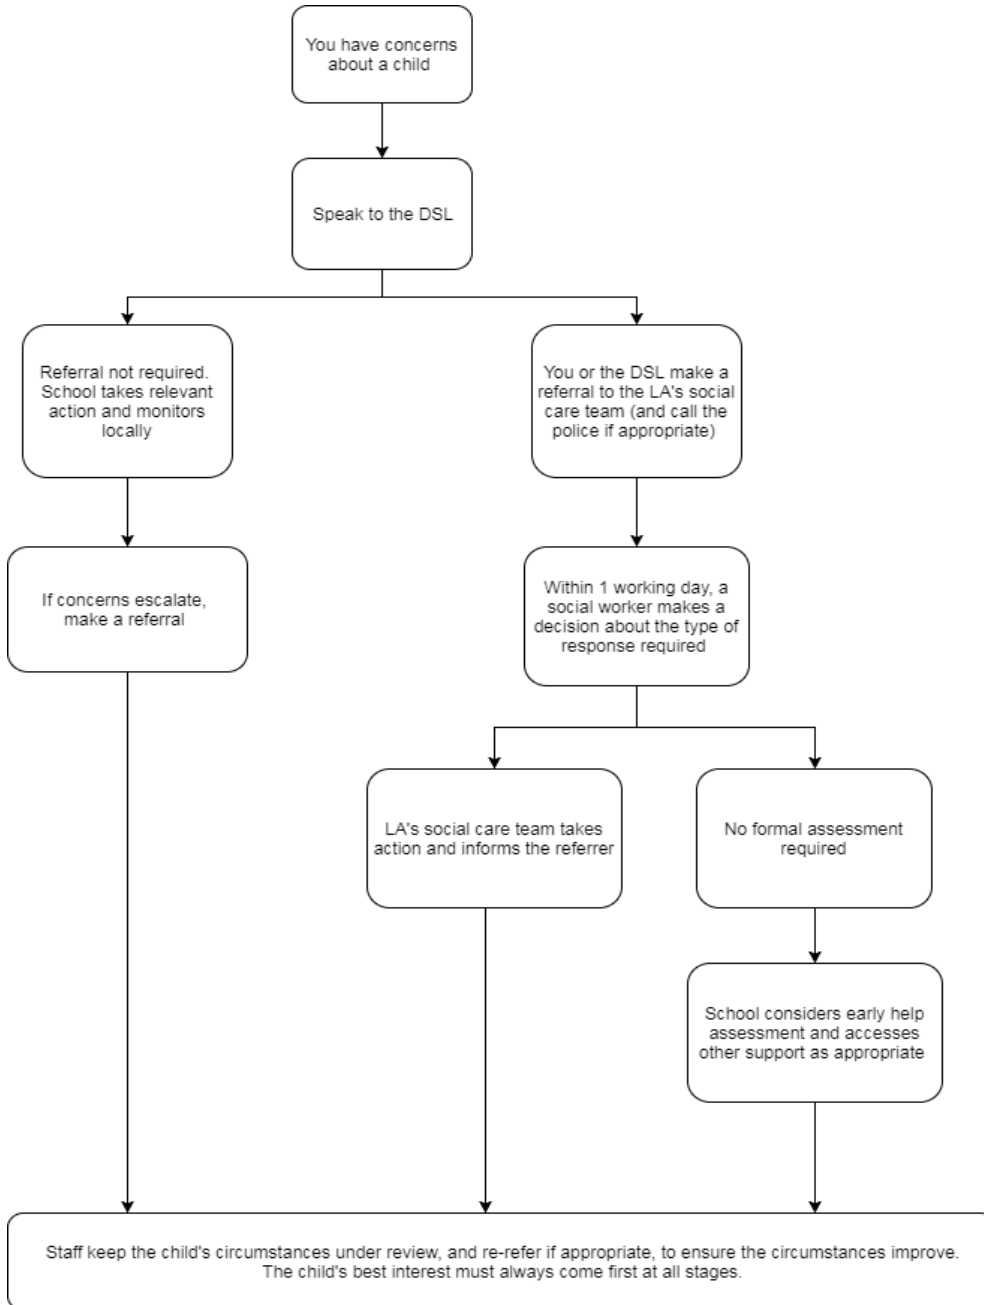 You have concerns
about a child
Speak to the DSL
Referral not required.
School takes relevant
action and monitors
locally
You or the DSL make a
referral to the LA's social
care team (and call the
police if appropriate)
If concerns escalate,
make a referral
Within 1 working day, a
social worker makes a
decision about the type of
response required
LA's social care team takes
action and informs the referrer
No formal assessment
required
School considers early help
assessment and accesses
other support as appropriate
Staff keep the child's circumstances under review, and re-refer if appropriate, to ensure the circumstances improve.
The child's best interest must always come first at all stages.